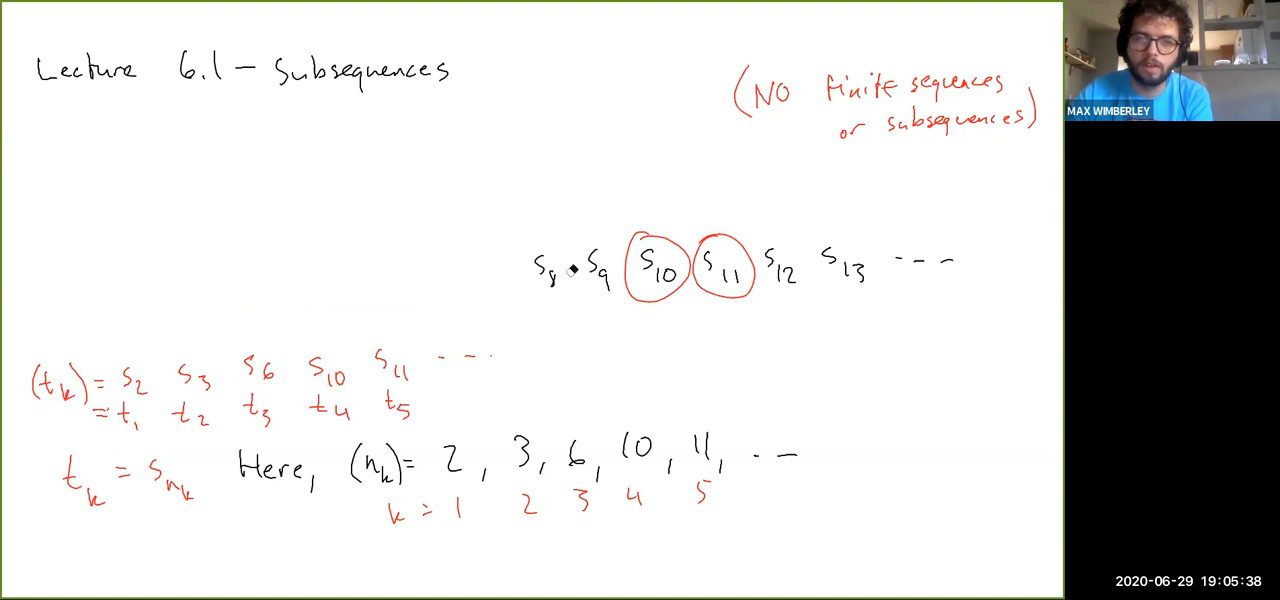 Lecture 6.1 - Subsequences
(NO finite sequences
or subsequences)
MAX WIMBERLEY
s₈ s₉ s₁₀ s₁₁ s₁₂ s₁₃ ---
(tₖ) = s₂ s₃ s₆ s₁₀ s₁₁ ---
= t₁ t₂ t₃ t₄ t₅
tₖ = s_{nₖ} Here, (nₖ) = 2, 3, 6, 10, 11, ---
k = 1 2 3 4 5
2020-06-29 19:05:38